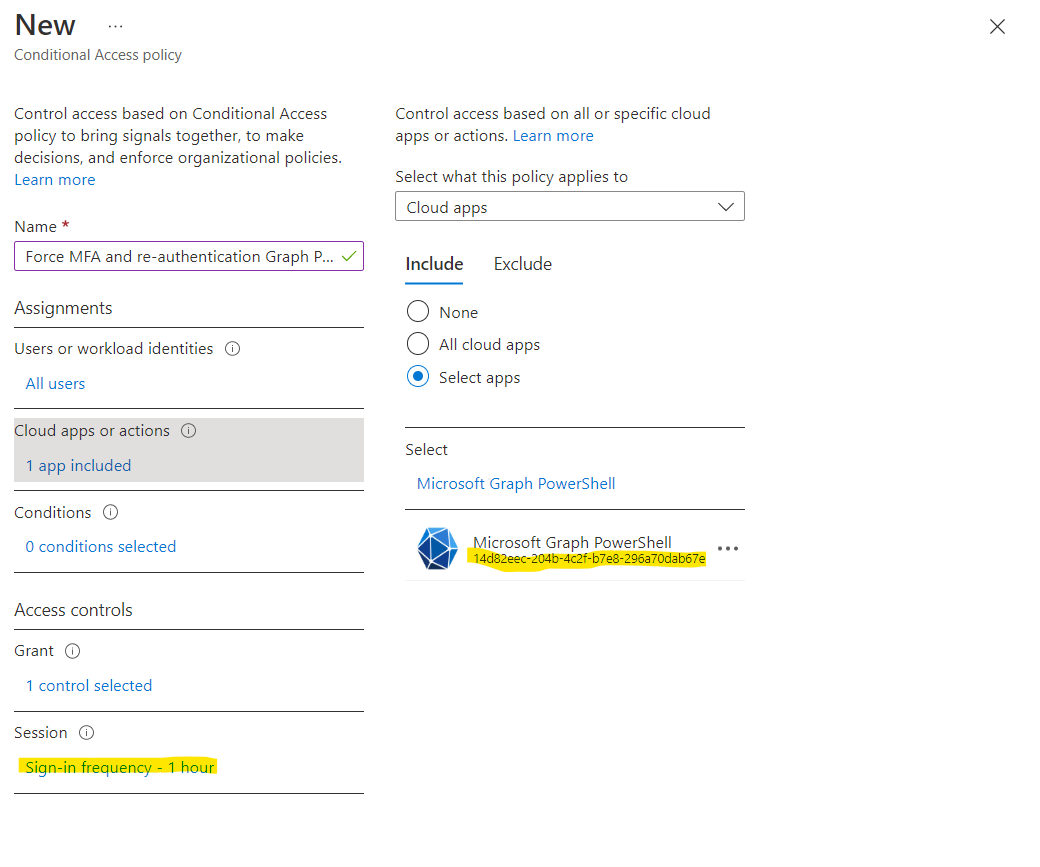 New ...
Conditional Access policy
Control access based on Conditional Access
policy to bring signals together, to make
decisions, and enforce organizational policies.
Learn more
Name *
Force MFA and re-authentication Graph P...
Assignments
Users or workload identities
All users
Cloud apps or actions
1 app included
Conditions
0 conditions selected
Access controls
Grant
1 control selected
Session
Sign-in frequency - 1 hour
Control access based on all or specific cloud
apps or actions. Learn more
Select what this policy applies to
Cloud apps
Include Exclude
None
All cloud apps
Select apps
Select
Microsoft Graph PowerShell
Microsoft Graph PowerShell
14d82eec-204b-4c2f-b7e8-296a70dab67e